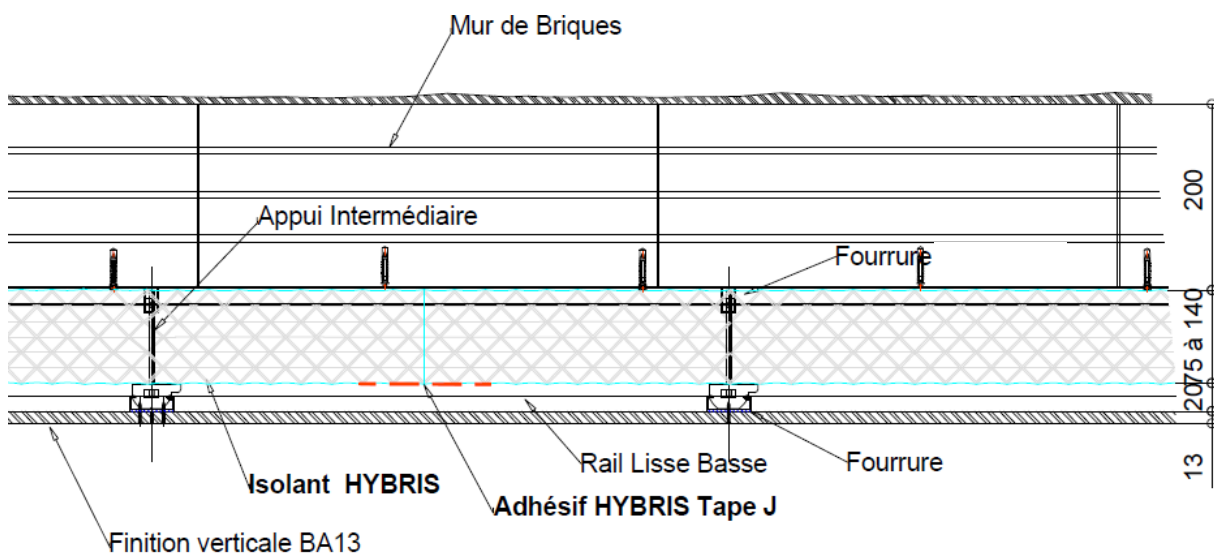 Mur de Briques
Appui Intermédiaire
Fourrure
200
75 à 140
20
13
Rail Lisse Basse
Fourrure
Isolant HYBRIS
Adhésif HYBRIS Tape J
Finition verticale BA13